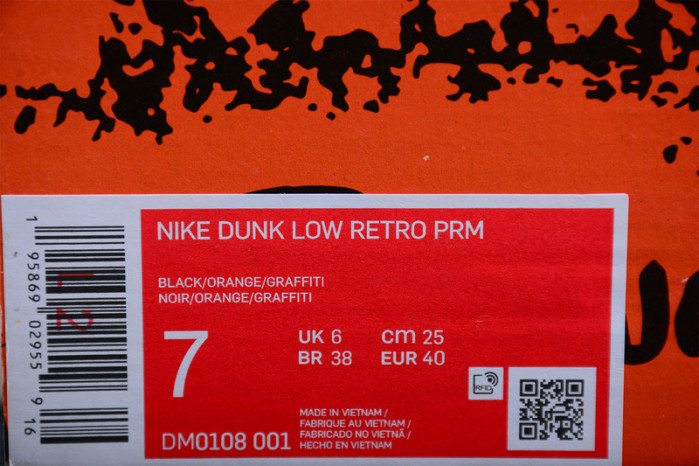 NIKE DUNK LOW RETRO PRM
BLACK/ORANGE/GRAFFITI
NOIR/ORANGE/GRAFFITI
7
UK 6 cm 25
BR 38 EUR 40
RFID
MADE IN VIETNAM /
FABRIQUE AU VIETNAM /
FABRICADO NO VIETNÃ /
HECHO EN VIETNAM
DM0108 001
1 95869 02955 9 16
L 2